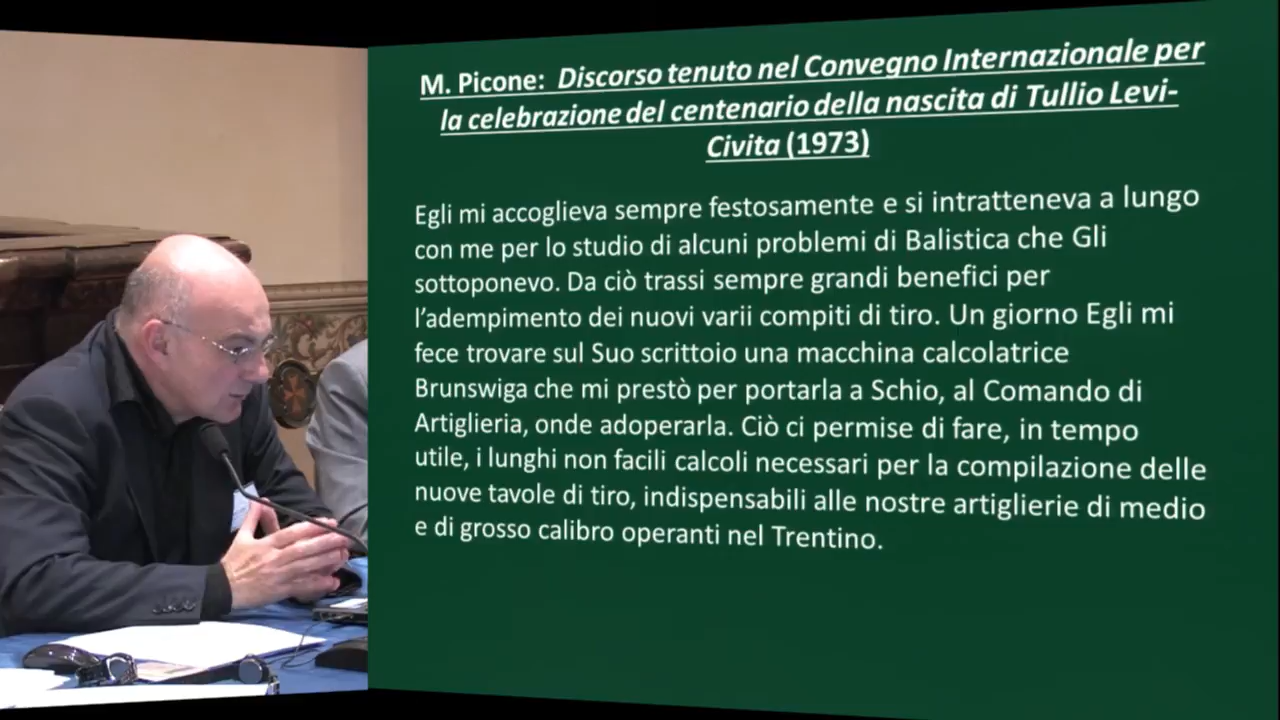 M. Picone: Discorso tenuto nel Convegno Internazionale per
la celebrazione del centenario della nascita di Tullio Levi-
Civita (1973)
Egli mi accoglieva sempre festosamente e si intratteneva a lungo
con me per lo studio di alcuni problemi di Balistica che Gli
sottoponevo. Da ciò trassi sempre grandi benefici per
l’adempimento dei nuovi varii compiti di tiro. Un giorno Egli mi
fece trovare sul Suo scrittoio una macchina calcolatrice
Brunswiga che mi prestò per portarla a Schio, al Comando di
Artiglieria, onde adoperarla. Ciò ci permise di fare, in tempo
utile, i lunghi non facili calcoli necessari per la compilazione delle
nuove tavole di tiro, indispensabili alle nostre artiglierie di medio
e di grosso calibro operanti nel Trentino.